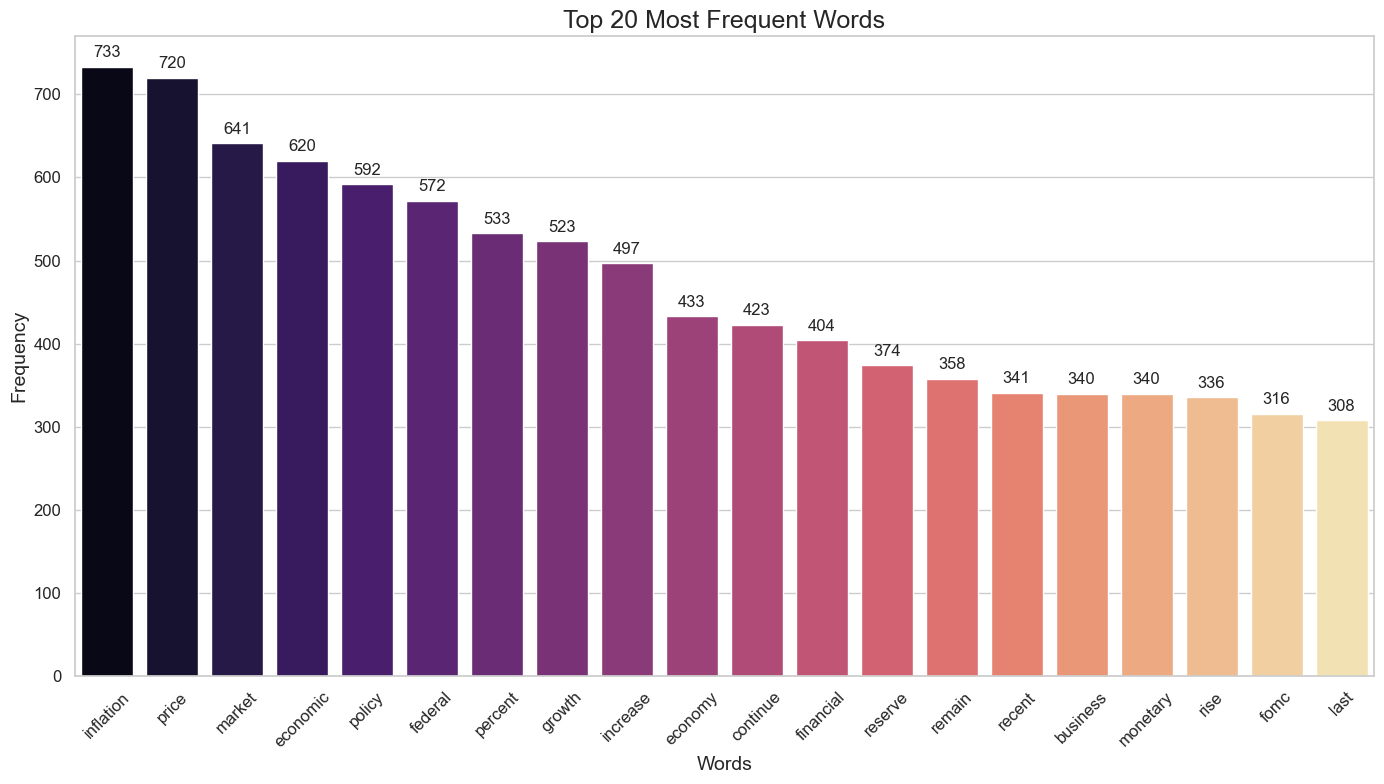 Top 20 Most Frequent Words
Frequency
700
600
500
400
300
200
100
0
733
720
641
620
592
572
533
523
497
433
423
404
374
358
341
340
340
336
316
308
inflation
price
market
economic
policy
federal
percent
growth
increase
economy
continue
financial
reserve
remain
recent
business
monetary
rise
fomc
last
Words